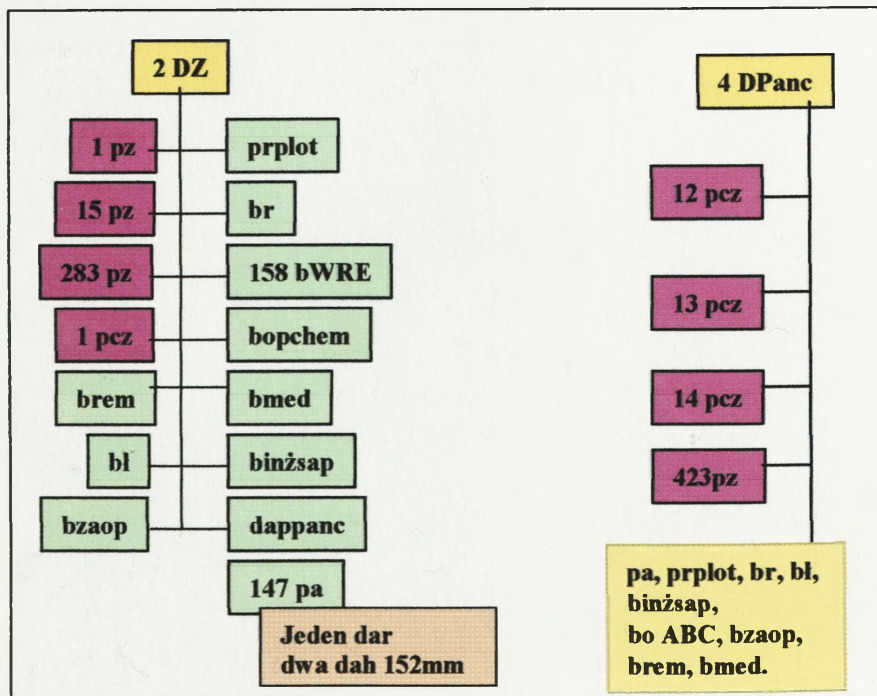 2 DZ
1 pz
prplot
15 pz
br
283 pz
158 bWRE
1 pcz
bopchem
brem
bmed
bł
binżsap
bzaop
dappanc
147 pa
Jeden dar
dwa dah 152mm
4 DPanc
12 pcz
13 pcz
14 pcz
423pz
pa, prplot, br, bł,
binżsap,
bo ABC, bzaop,
brem, bmed.